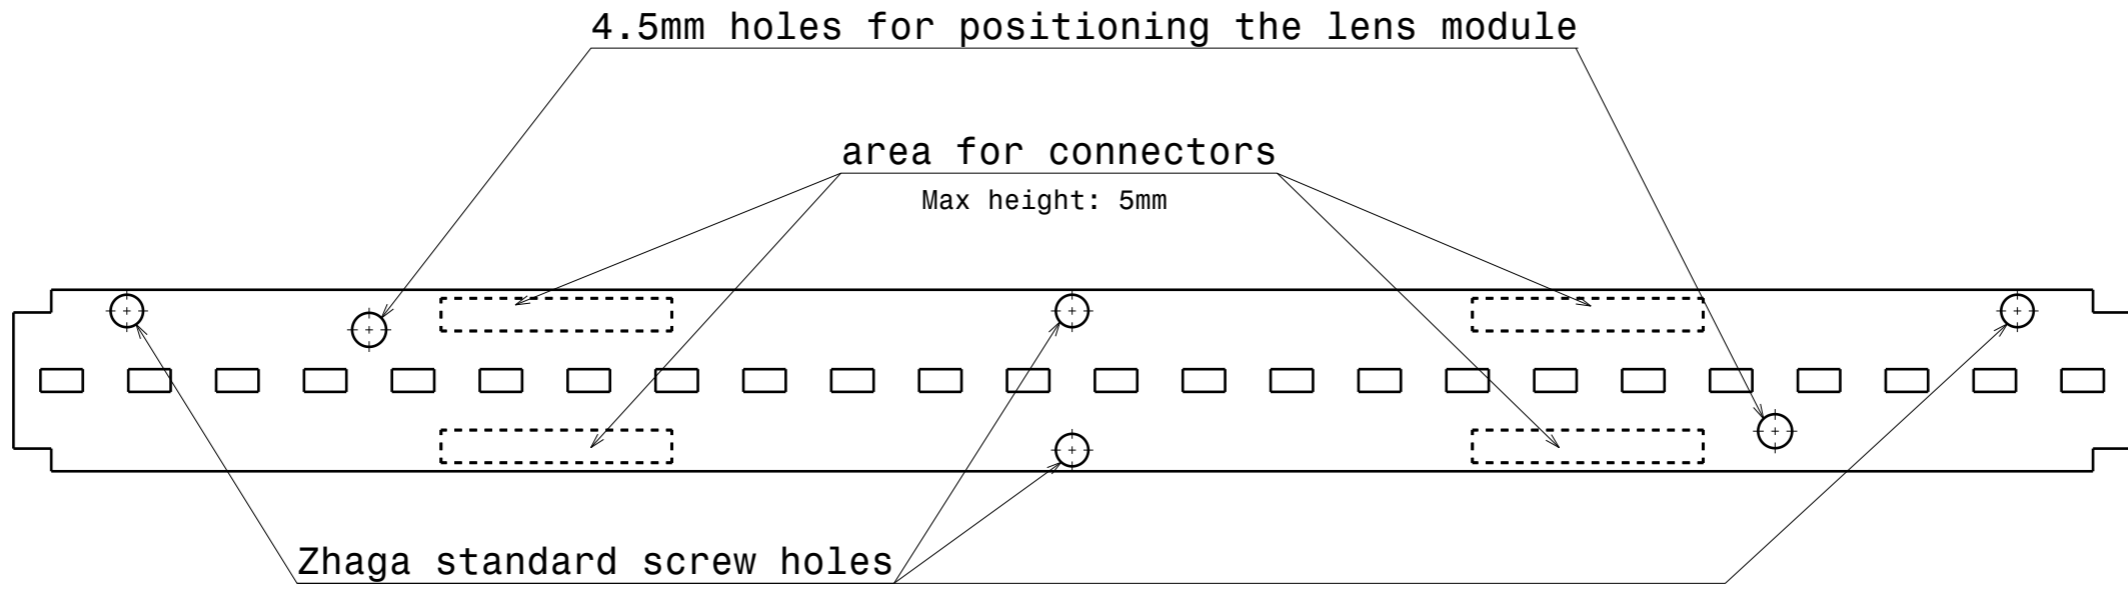 4.5mm holes for positioning the lens module
area for connectors
Max height: 5mm
Zhaga standard screw holes